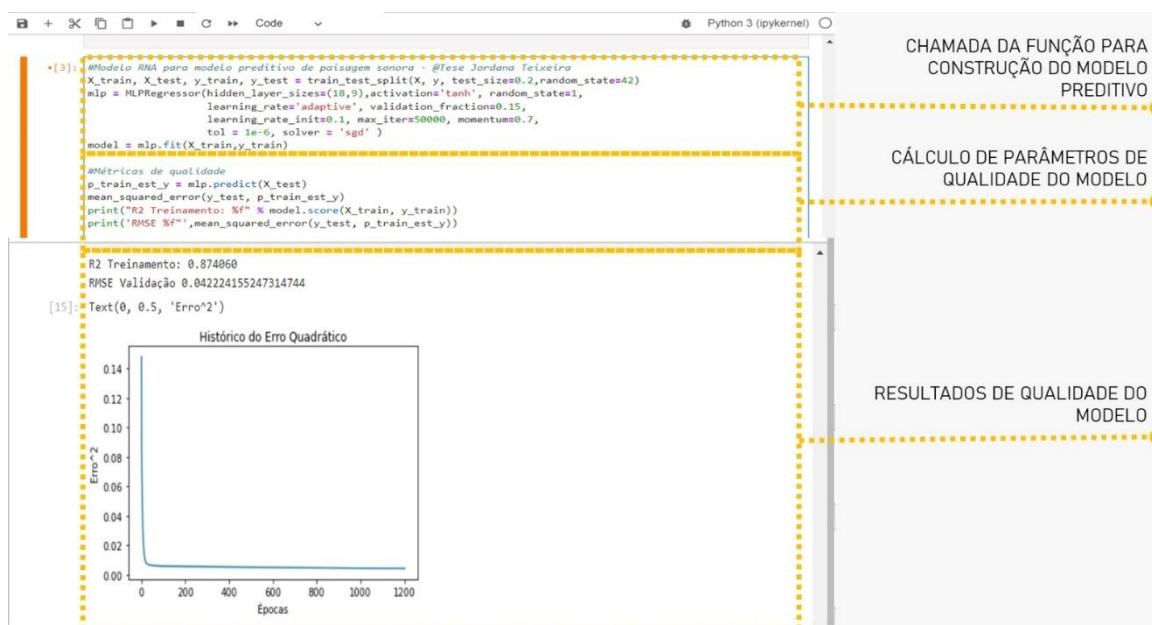 Code
Python 3 (ipykernel)
[3]:
#Modelo RNA para modelo preditivo de paisagem sonora - @Tese Jordana Teixeira
X_train, X_test, y_train, y_test = train_test_split(X, y, test_size=0.2,random_state=42)
mlp = MLPRegressor(hidden_layer_sizes=(18,9),activation='tanh', random_state=1,
learning_rate='adaptive', validation_fraction=0.15,
learning_rate_init=0.1, max_iter=50000, momentum=0.7,
tol = 1e-6, solver = 'sgd' )
model = mlp.fit(X_train,y_train)
#Métricas de qualidade
p_train_est_y = mlp.predict(X_test)
mean_squared_error(y_test, p_train_est_y)
print("R2 Treinamento: %f" % model.score(X_train, y_train))
print('RMSE %f"',mean_squared_error(y_test, p_train_est_y))
R2 Treinamento: 0.874060
RMSE Validação 0.042224155247314744
[15]: Text(0, 0.5, 'Erro^2')
Histórico do Erro Quadrático
0.14
0.12
0.10
0.08
0.06
0.04
0.02
0.00
Erro^2
0 200 400 600 800 1000 1200
Épocas
CHAMADA DA FUNÇÃO PARA
CONSTRUÇÃO DO MODELO
PREDITIVO
CÁLCULO DE PARÂMETROS DE
QUALIDADE DO MODELO
RESULTADOS DE QUALIDADE DO
MODELO